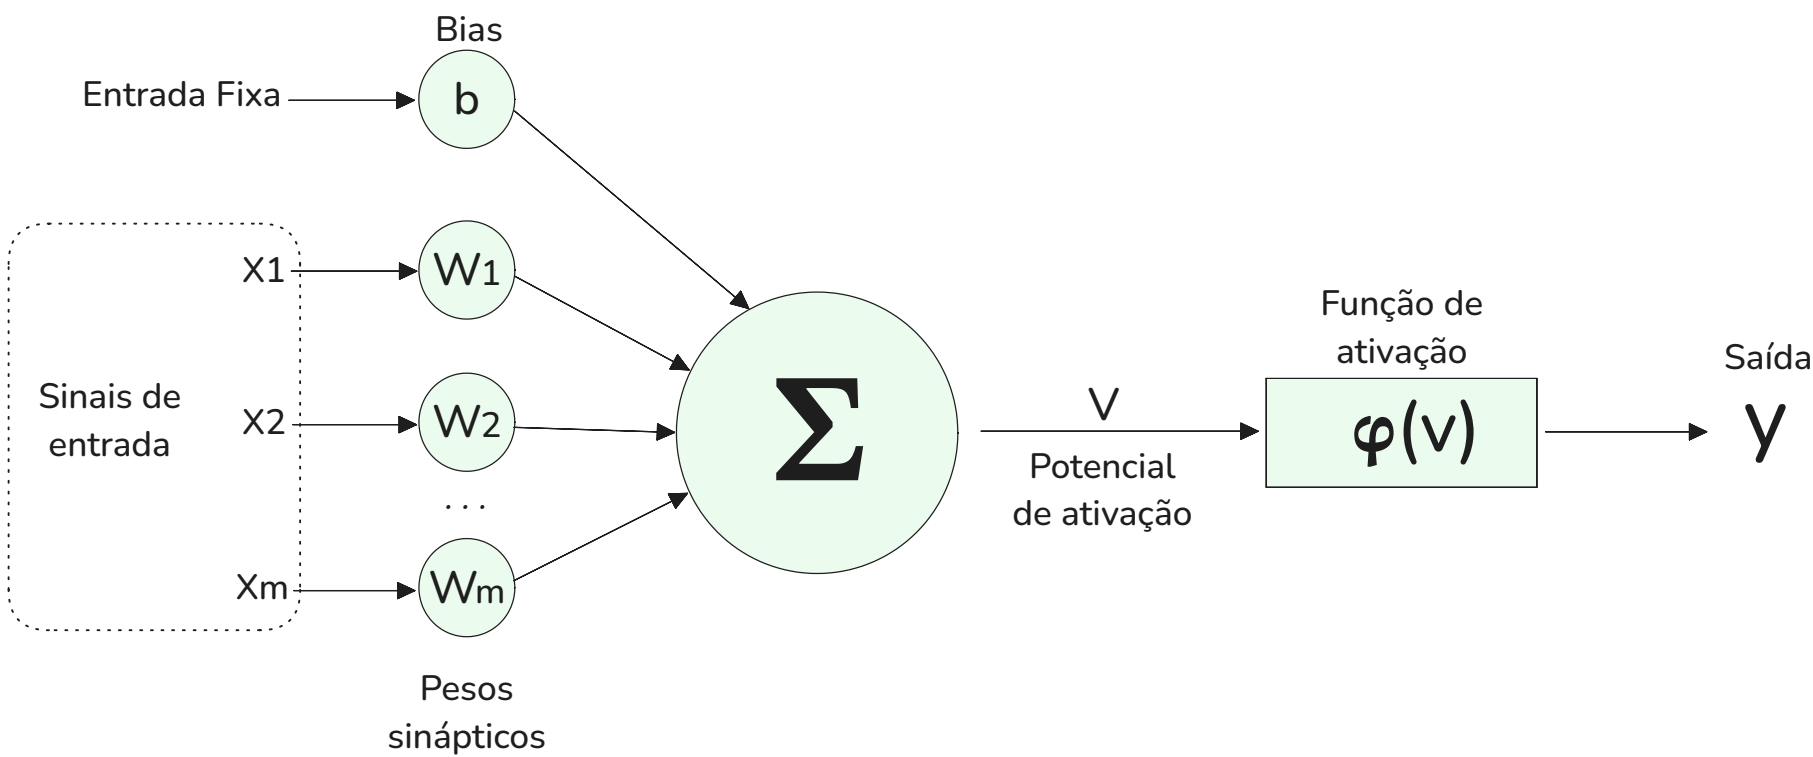 Bias
Entrada Fixa
b
X1
W1
Sinais de
entrada
X2
W2
...
Xm
Wm
Pesos
sinápticos
Σ
V
Potencial
de ativação
Função de
ativação
φ(v)
Saída
y